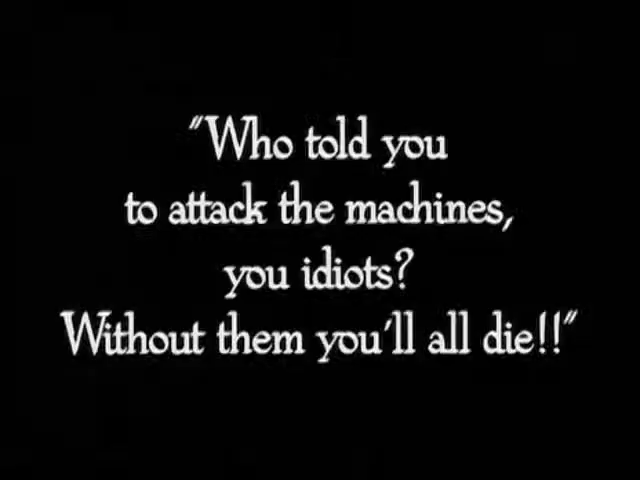 "Who told you
to attack the machines,
you idiots?
Without them you'll all die!!"